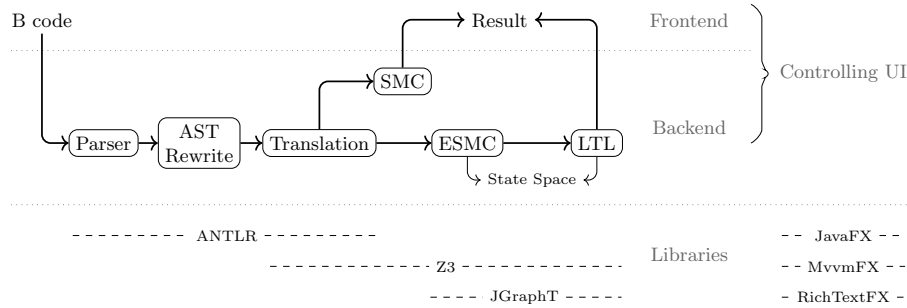 B code
Result
Frontend
SMC
Controlling UI
Backend
Parser
AST
Rewrite
Translation
ESMC
LTL
State Space
ANTLR
JavaFX
Libraries
Z3
MvvmFX
JGraphT
RichTextFX